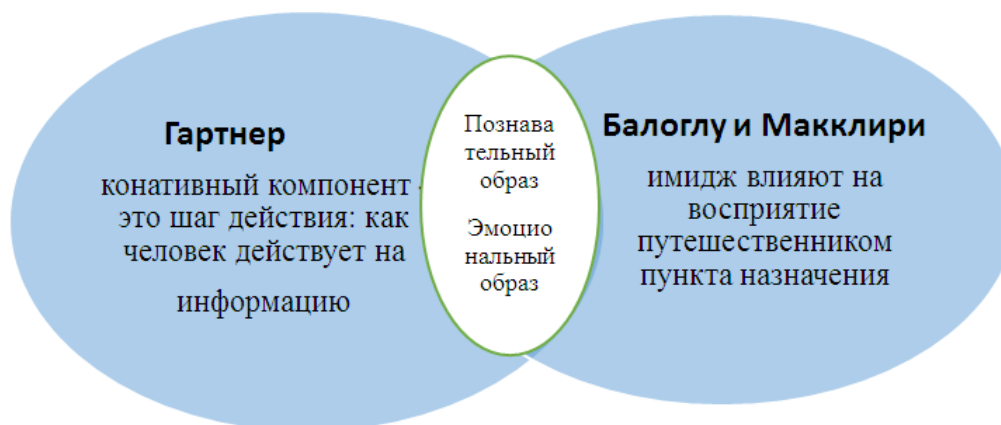 Гартнер
конативный компонент -
это шаг действия: как
человек действует на
информацию
Познава
тельный
образ
Эмоцио
нальный
образ
Балоглу и Макклири
имидж влияют на
восприятие
путешественником
пункта назначения